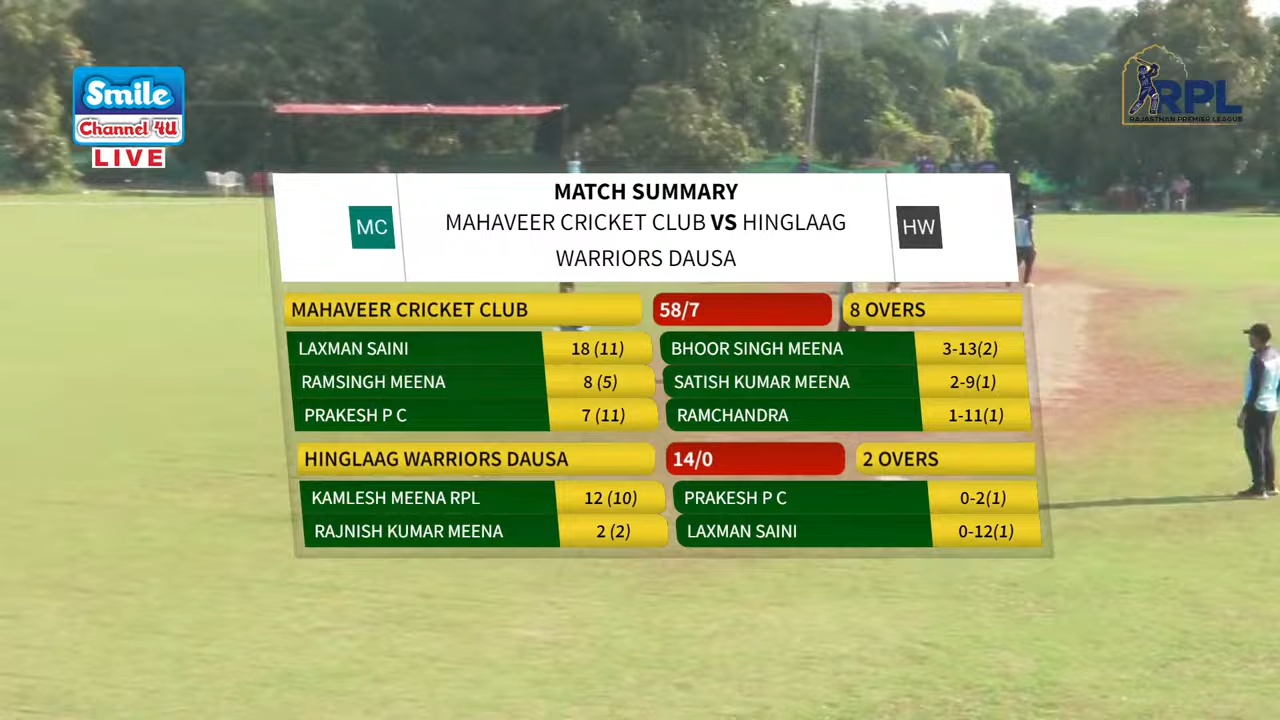 Smile
Channel 4U
LIVE
RPL
RAJASTHAN PREMIER LEAGUE
MATCH SUMMARY
MC
MAHAVEER CRICKET CLUB VS HINGLAAG
WARRIORS DAUSA
HW
MAHAVEER CRICKET CLUB 58/7 8 OVERS
LAXMAN SAINI 18 (11) BHOOR SINGH MEENA 3-13(2)
RAMSINGH MEENA 8 (5) SATISH KUMAR MEENA 2-9(1)
PRAKESH P C 7 (11) RAMCHANDRA 1-11(1)
HINGLAAG WARRIORS DAUSA 14/0 2 OVERS
KAMLESH MEENA RPL 12 (10) PRAKESH P C 0-2(1)
RAJNISH KUMAR MEENA 2 (2) LAXMAN SAINI 0-12(1)